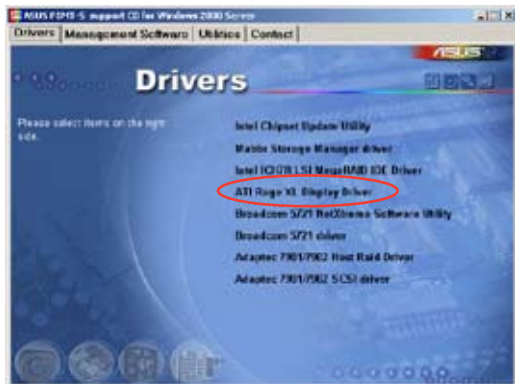 ASUS P5MT-S support CD for Windows 2000 Series
Drivers Management Software Utilities Contact
ASUS
Drivers
Please select items on the right
side.
Intel Chipset Update Utility
Matrix Storage Manager driver
Intel ICH7R LSI MegaRAID IDE Driver
ATI Rage XL Display Driver
Broadcom 5721 NetXtreme Software Utility
Broadcom 5721 driver
Adaptec 7901/7902 Host Raid Driver
Adaptec 7901/7902 SCSI driver